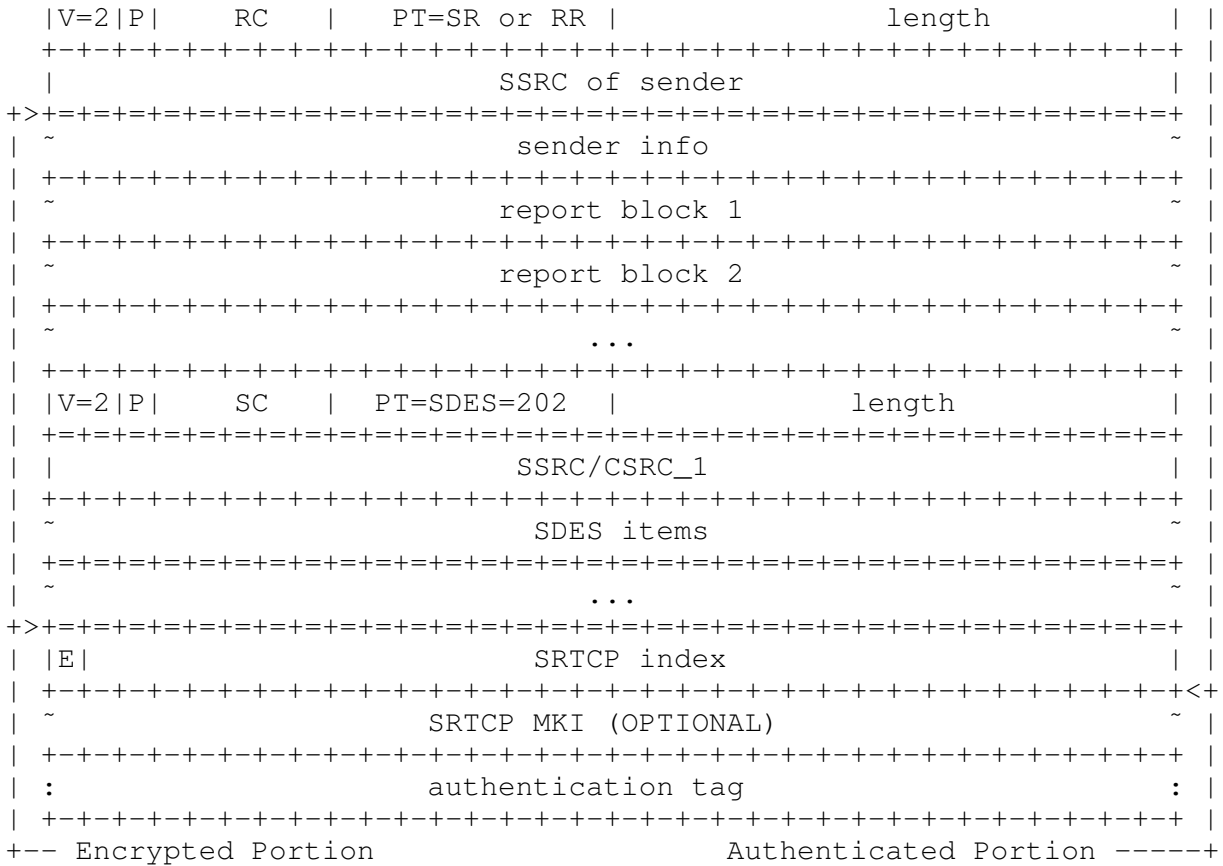 |V=2|P|    RC   |   PT=SR or RR |             length            | |
  +-+-+-+-+-+-+-+-+-+-+-+-+-+-+-+-+-+-+-+-+-+-+-+-+-+-+-+-+-+-+-+-+ |
  |                         SSRC of sender                        | |
+>+=+=+=+=+=+=+=+=+=+=+=+=+=+=+=+=+=+=+=+=+=+=+=+=+=+=+=+=+=+=+=+=+ |
| ~                          sender info                          ~ |
| +-+-+-+-+-+-+-+-+-+-+-+-+-+-+-+-+-+-+-+-+-+-+-+-+-+-+-+-+-+-+-+-+ |
| ~                         report block 1                        ~ |
| +-+-+-+-+-+-+-+-+-+-+-+-+-+-+-+-+-+-+-+-+-+-+-+-+-+-+-+-+-+-+-+-+ |
| ~                         report block 2                        ~ |
| +-+-+-+-+-+-+-+-+-+-+-+-+-+-+-+-+-+-+-+-+-+-+-+-+-+-+-+-+-+-+-+-+ |
| ~                              ...                              ~ |
| +-+-+-+-+-+-+-+-+-+-+-+-+-+-+-+-+-+-+-+-+-+-+-+-+-+-+-+-+-+-+-+-+ |
| |V=2|P|    SC   |  PT=SDES=202  |             length            | |
| +=+=+=+=+=+=+=+=+=+=+=+=+=+=+=+=+=+=+=+=+=+=+=+=+=+=+=+=+=+=+=+=+ |
| |                          SSRC/CSRC_1                          | |
| +-+-+-+-+-+-+-+-+-+-+-+-+-+-+-+-+-+-+-+-+-+-+-+-+-+-+-+-+-+-+-+-+ |
| ~                           SDES items                          ~ |
| +=+=+=+=+=+=+=+=+=+=+=+=+=+=+=+=+=+=+=+=+=+=+=+=+=+=+=+=+=+=+=+=+ |
| ~                              ...                              ~ |
+>+=+=+=+=+=+=+=+=+=+=+=+=+=+=+=+=+=+=+=+=+=+=+=+=+=+=+=+=+=+=+=+=+ |
| |E|                         SRTCP index                         | |
| +-+-+-+-+-+-+-+-+-+-+-+-+-+-+-+-+-+-+-+-+-+-+-+-+-+-+-+-+-+-+-+-+<+
| ~                     SRTCP MKI (OPTIONAL)                      ~ |
| +-+-+-+-+-+-+-+-+-+-+-+-+-+-+-+-+-+-+-+-+-+-+-+-+-+-+-+-+-+-+-+-+ |
| :                     authentication tag                        : |
| +-+-+-+-+-+-+-+-+-+-+-+-+-+-+-+-+-+-+-+-+-+-+-+-+-+-+-+-+-+-+-+-+ |
+-- Encrypted Portion                    Authenticated Portion -----+